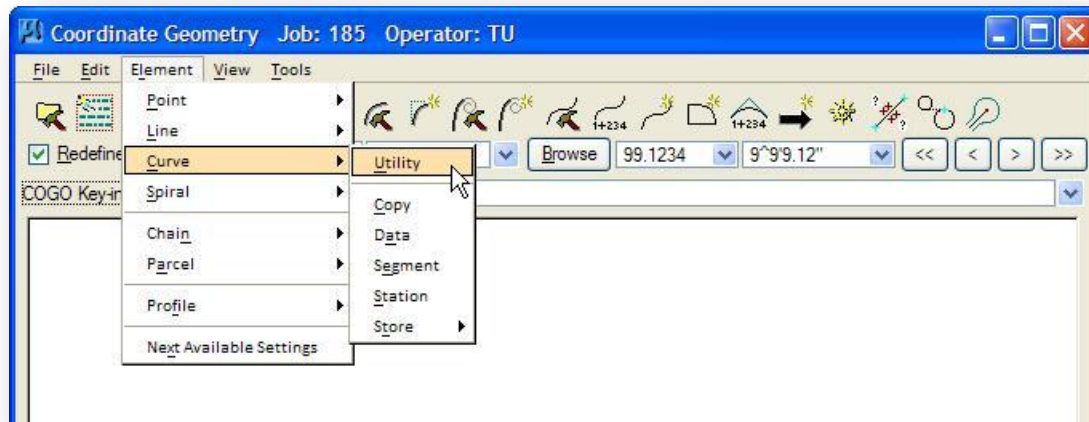 Coordinate Geometry Job: 185 Operator: TU
File Edit Element View Tools
Point
Line
Curve
Spiral
Chain
Parcel
Profile
Next Available Settings
Utility
Copy
Data
Segment
Station
Store
1+234 1+234
Redefine Browse 99.1234 9^9'9.12" << < > >>
COGO Key-in